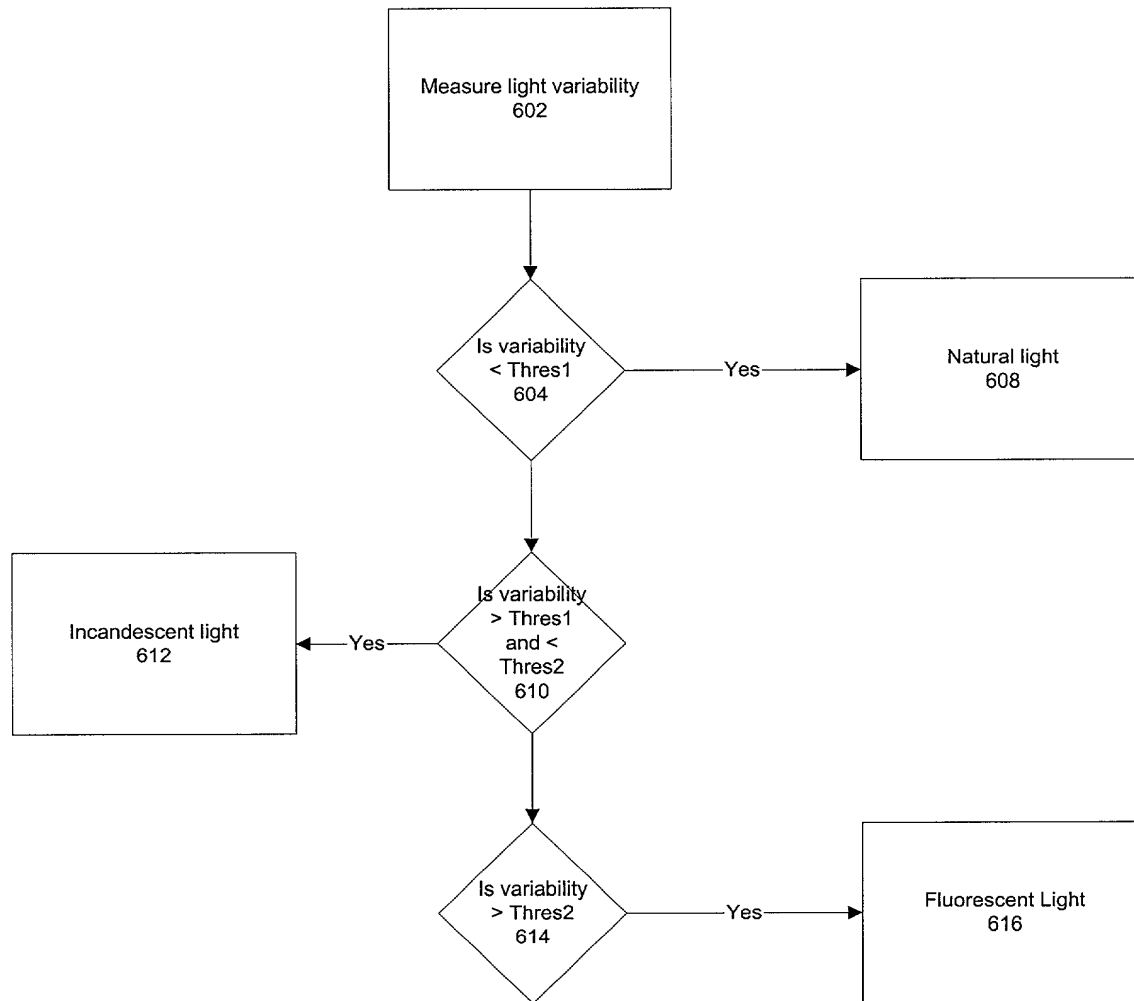 Measure light variability
602
Is variability
< Thres1
604
Yes
Natural light
608
Is variability
> Thres1
and <
Thres2
610
Yes
Incandescent light
612
Is variability
> Thres2
614
Yes
Fluorescent Light
616